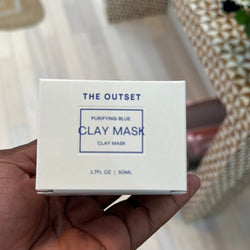 THE OUTSET
PURIFYING BLUE
CLAY MASK
CLAY MASK
1.7FL OZ | 50ML